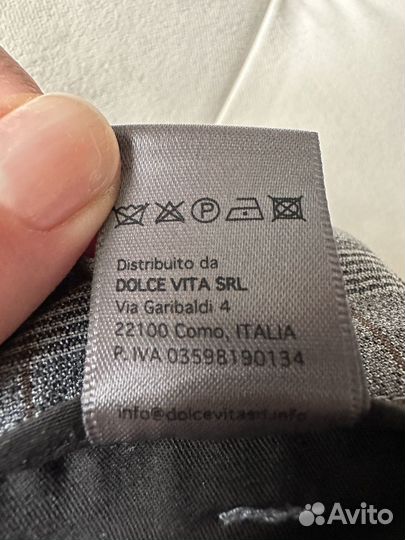 P
Distribuito da
DOLCE VITA SRL
Via Garibaldi 4
22100 Como, ITALIA
P. IVA 03598190134
info@dolcevitasrl.info
Avito